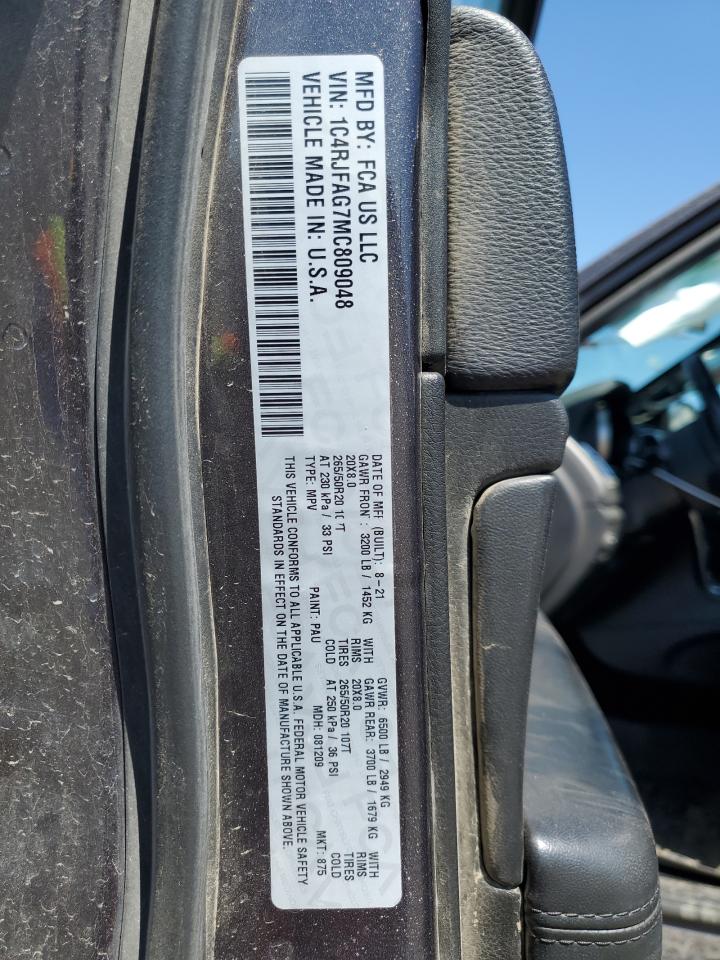 MFD BY: FCA US LLC
VIN: 1C4RJFAG7MC809048
VEHICLE MADE IN: U.S.A.
DATE OF MFR (BUILT): 8-21 GVWR: 6500 LB / 2949 KG
GAWR FRONT: 3200 LB / 1452 KG WITH GAWR REAR: 3700 LB / 1679 KG WITH
20X8.0 RIMS 20X8.0 RIMS
265/50R20 107T TIRES 265/50R20 107T TIRES
AT 230 kPa / 33 PSI COLD AT 250 kPa / 36 PSI COLD
TYPE: MPV PAINT: PAU MDH: 081209 MKT: 875
THIS VEHICLE CONFORMS TO ALL APPLICABLE U.S.A. FEDERAL MOTOR VEHICLE SAFETY
STANDARDS IN EFFECT ON THE DATE OF MANUFACTURE SHOWN ABOVE.